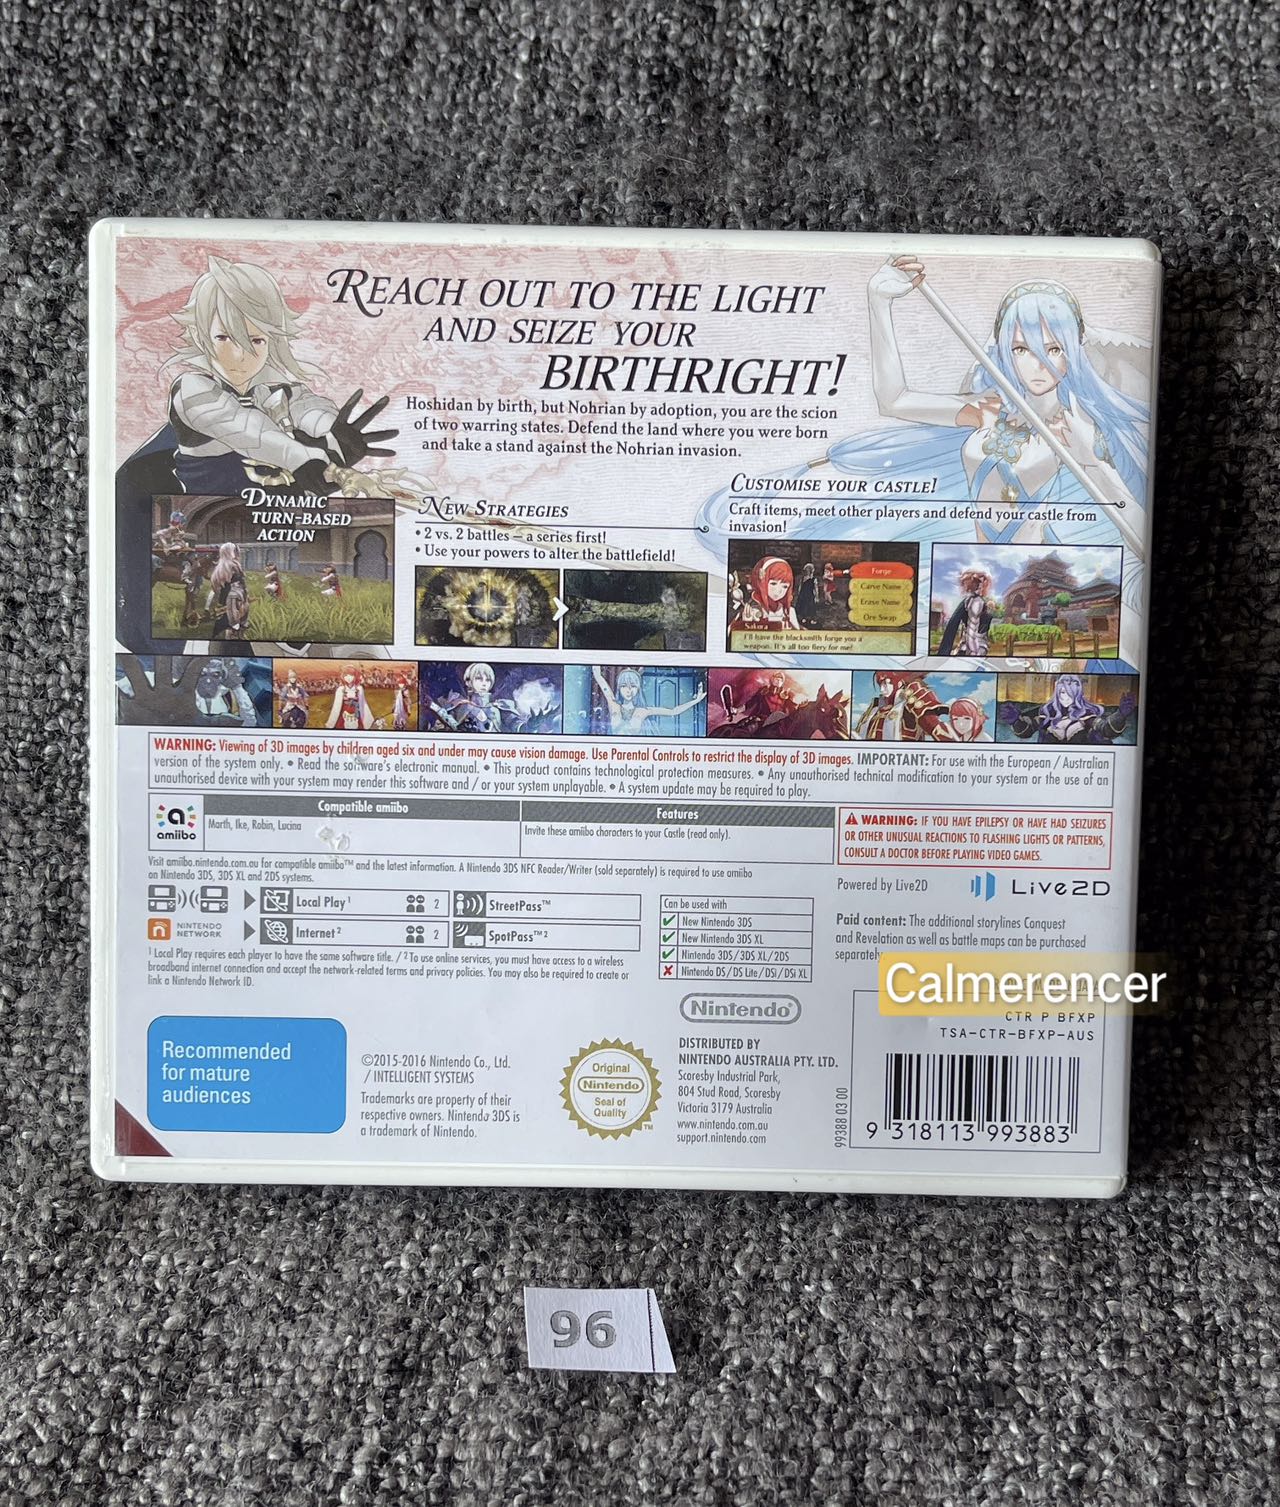 REACH OUT TO THE LIGHT
AND SEIZE YOUR
BIRTHRIGHT!
Hoshidan by birth, but Nohrian by adoption, you are the scion
of two warring states. Defend the land where you were born
and take a stand against the Nohrian invasion.
DYNAMIC
TURN-BASED
ACTION
NEW STRATEGIES
• 2 vs. 2 battles – a series first!
• Use your powers to alter the battlefield!
CUSTOMISE YOUR CASTLE!
Craft items, meet other players and defend your castle from
invasion!
Forge
Carve Name
Erase Name
Ore Swap
Sakura
I'll have the blacksmith forge you a
weapon. It's all too fiery for me!
WARNING: Viewing of 3D images by children aged six and under may cause vision damage. Use Parental Controls to restrict the display of 3D images. IMPORTANT: For use with the European / Australian
version of the system only. • Read the software's electronic manual. • This product contains technological protection measures. • Any unauthorised technical modification to your system or the use of an
unauthorised device with your system may render this software and / or your system unplayable. • A system update may be required to play.
amiibo
Compatible amiibo
Features
Marth, Ike, Robin, Lucina
Invite these amiibo characters to your Castle (read only).
WARNING: IF YOU HAVE EPILEPSY OR HAVE HAD SEIZURES
OR OTHER UNUSUAL REACTIONS TO FLASHING LIGHTS OR PATTERNS,
CONSULT A DOCTOR BEFORE PLAYING VIDEO GAMES.
Visit amiibo.nintendo.com.au for compatible amiibo™ and the latest information. A Nintendo 3DS NFC Reader/Writer (sold separately) is required to use amiibo
on Nintendo 3DS, 3DS XL and 2DS systems.
Local Play¹ 2
StreetPass™
NINTENDO
NETWORK
Internet² 2
SpotPass™²
¹ Local Play requires each player to have the same software title. / ² To use online services, you must have access to a wireless
broadband internet connection and accept the network-related terms and privacy policies. You may also be required to create or
link a Nintendo Network ID.
Can be used with
New Nintendo 3DS
New Nintendo 3DS XL
Nintendo 3DS/3DS XL/2DS
Nintendo DS/DS Lite/DSi/DSi XL
Powered by Live2D
Live2D
Paid content: The additional storylines Conquest
and Revelation as well as battle maps can be purchased
separately
Calmerencer
CTR P BFXP
TSA-CTR-BFXP-AUS
Nintendo®
Recommended
for mature
audiences
©2015-2016 Nintendo Co., Ltd.
/ INTELLIGENT SYSTEMS
Trademarks are property of their
respective owners. Nintendo 3DS is
a trademark of Nintendo.
Original
Nintendo
Seal of
Quality
TM
DISTRIBUTED BY
NINTENDO AUSTRALIA PTY. LTD.
Scoresby Industrial Park,
804 Stud Road, Scoresby
Victoria 3179 Australia
www.nintendo.com.au
support.nintendo.com
99388 03 00
9 318113 993883
96